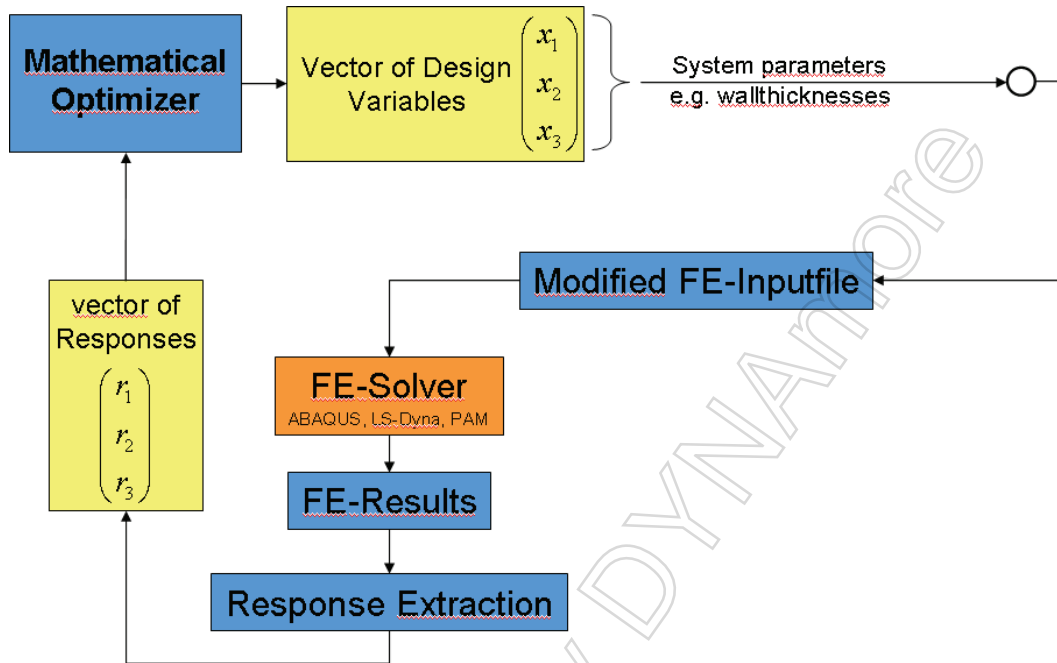 Mathematical
Optimizer
Vector of Design
Variables
x1
x2
x3
System parameters
e.g. wallthicknesses
Modified FE-Inputfile
vector of
Responses
r1
r2
r3
FE-Solver
ABAQUS, LS-Dyna, PAM
FE-Results
Response Extraction
DYNAmore